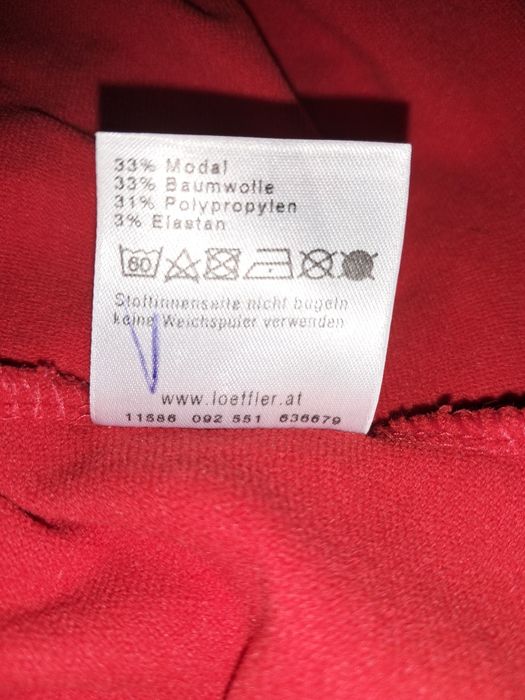 33% Modal
33% Baumwolle
31% Polypropylen
3% Elastan
60
Stoffinnenseite nicht bügeln
keine Weichspüler verwenden
www.loeffler.at
11586 092 551 636679